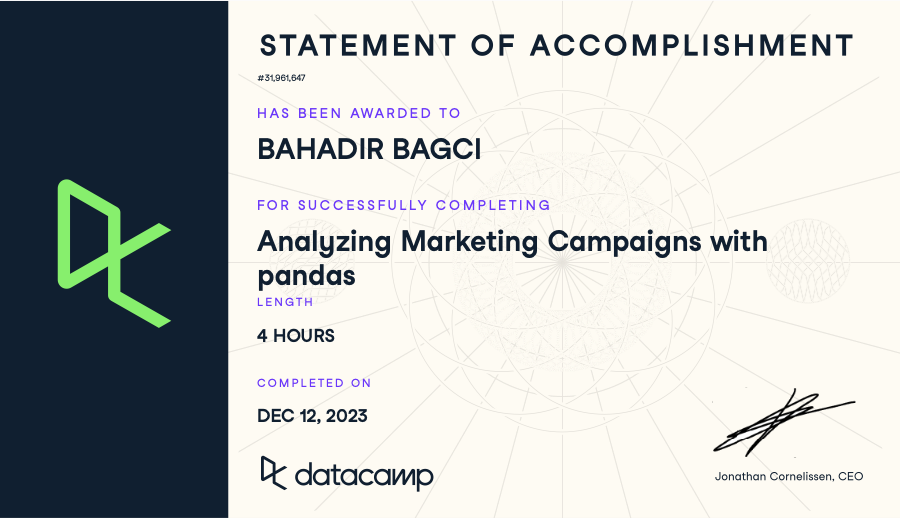 STATEMENT OF ACCOMPLISHMENT
#31,961,647
HAS BEEN AWARDED TO
BAHADIR BAGCI
FOR SUCCESSFULLY COMPLETING
Analyzing Marketing Campaigns with
pandas
LENGTH
4 HOURS
COMPLETED ON
DEC 12, 2023
datacamp
Jonathan Cornelissen, CEO